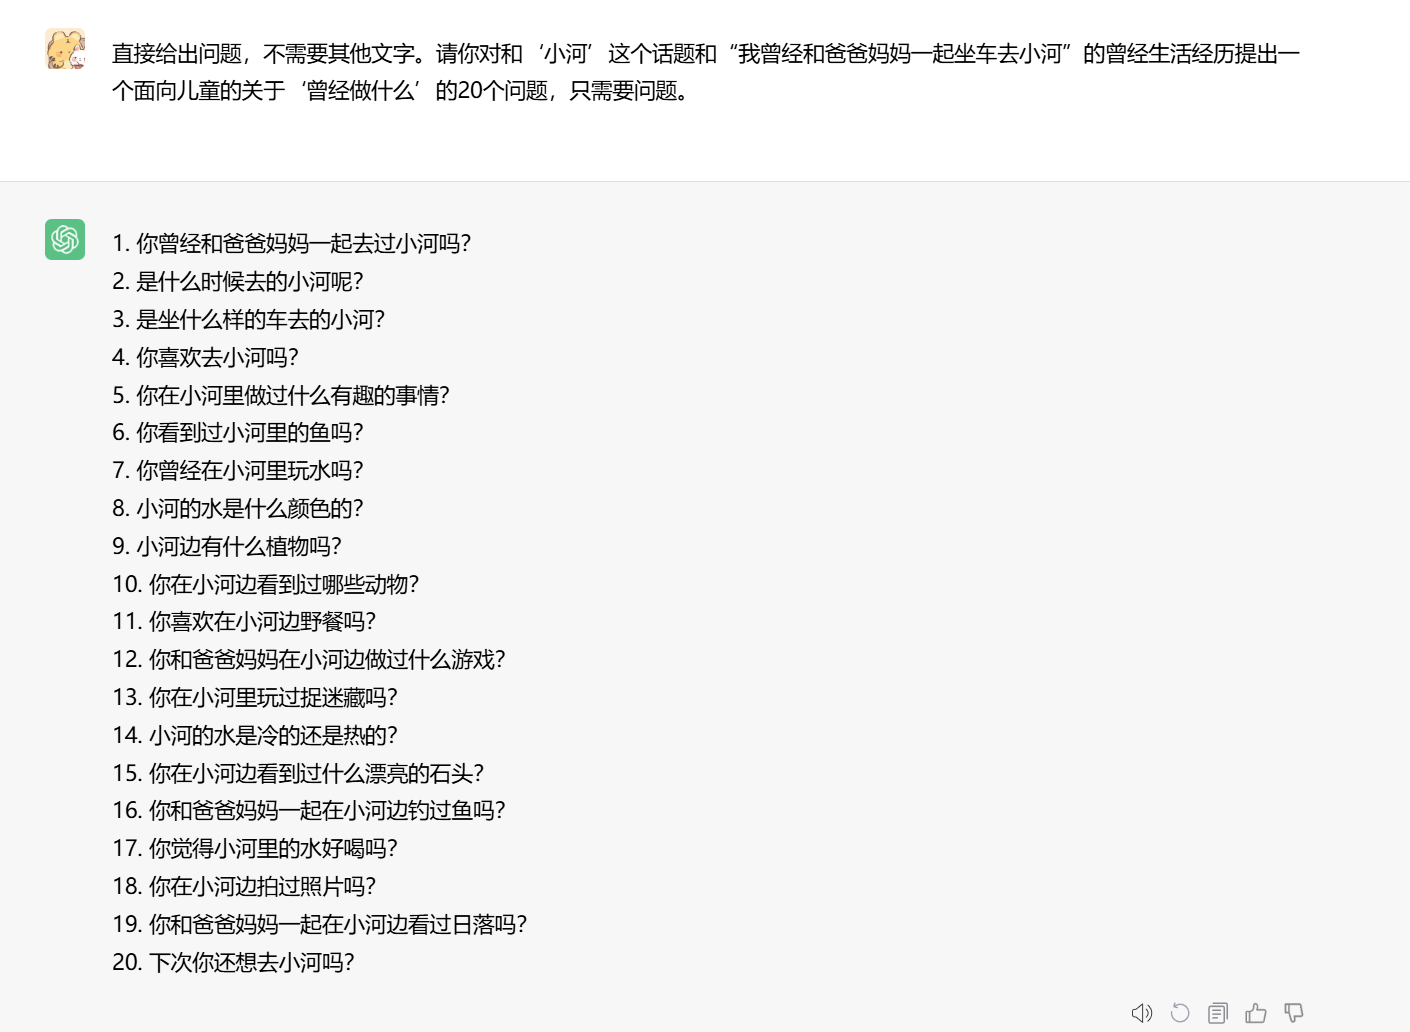 直接给出问题，不需要其他文字。请你对和‘小河’这个话题和“我曾经和爸爸妈妈一起坐车去小河”的曾经生活经历提出一
个面向儿童的关于‘曾经做什么’的20个问题，只需要问题。
1. 你曾经和爸爸妈妈一起去过小河吗？
2. 是什么时候去的小河呢？
3. 是坐什么样的车去的小河？
4. 你喜欢去小河吗？
5. 你在小河里做过什么有趣的事情？
6. 你看到过小河里的鱼吗？
7. 你曾经在小河里玩水吗？
8. 小河的水是什么颜色的？
9. 小河边有什么植物吗？
10. 你在小河边看到过哪些动物？
11. 你喜欢在小河边野餐吗？
12. 你和爸爸妈妈在小河边做过什么游戏？
13. 你在小河里玩过捉迷藏吗？
14. 小河的水是冷的还是热的？
15. 你在小河边看到过什么漂亮的石头？
16. 你和爸爸妈妈一起在小河边钓过鱼吗？
17. 你觉得小河里的水好喝吗？
18. 你在小河边拍过照片吗？
19. 你和爸爸妈妈一起在小河边看过日落吗？
20. 下次你还想去小河吗？